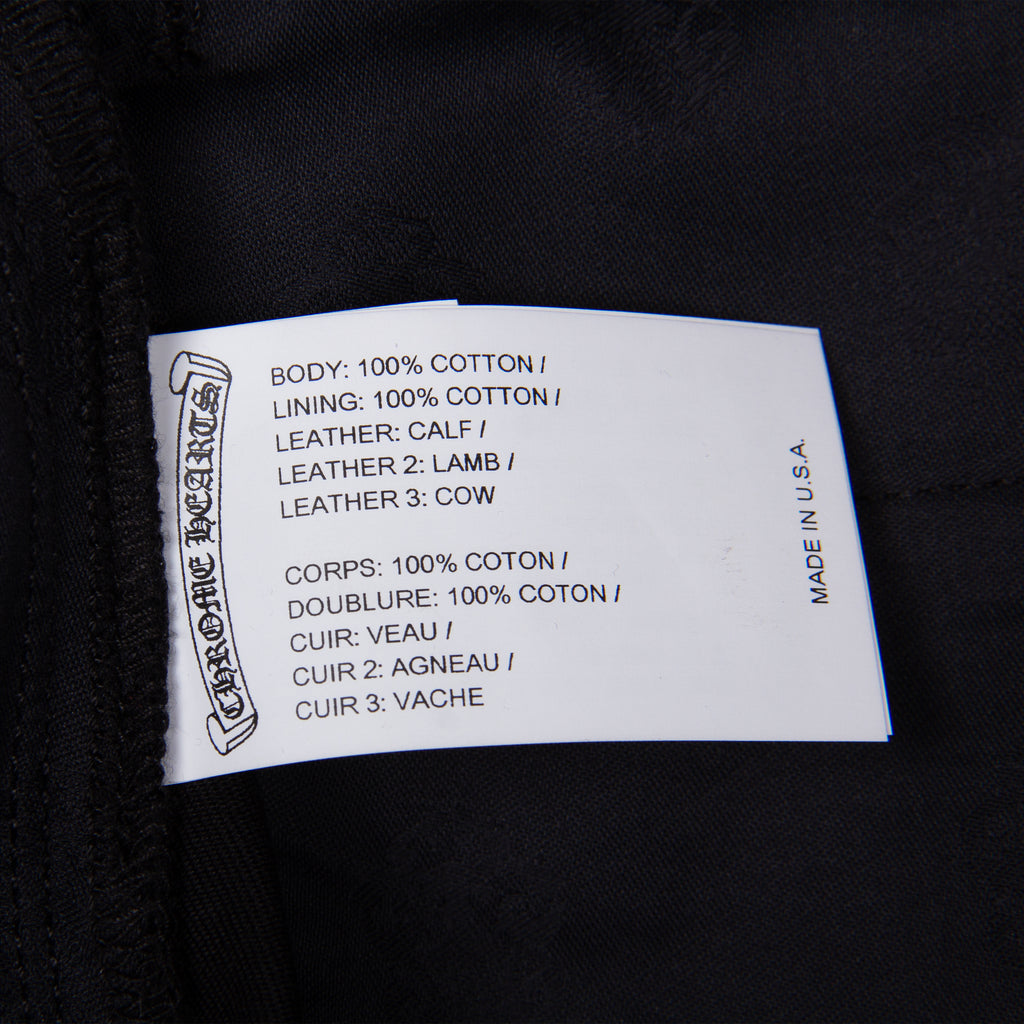 CHROME HEARTS
BODY: 100% COTTON /
LINING: 100% COTTON /
LEATHER: CALF /
LEATHER 2: LAMB /
LEATHER 3: COW
CORPS: 100% COTON /
DOUBLURE: 100% COTON /
CUIR: VEAU /
CUIR 2: AGNEAU /
CUIR 3: VACHE
MADE IN U.S.A.